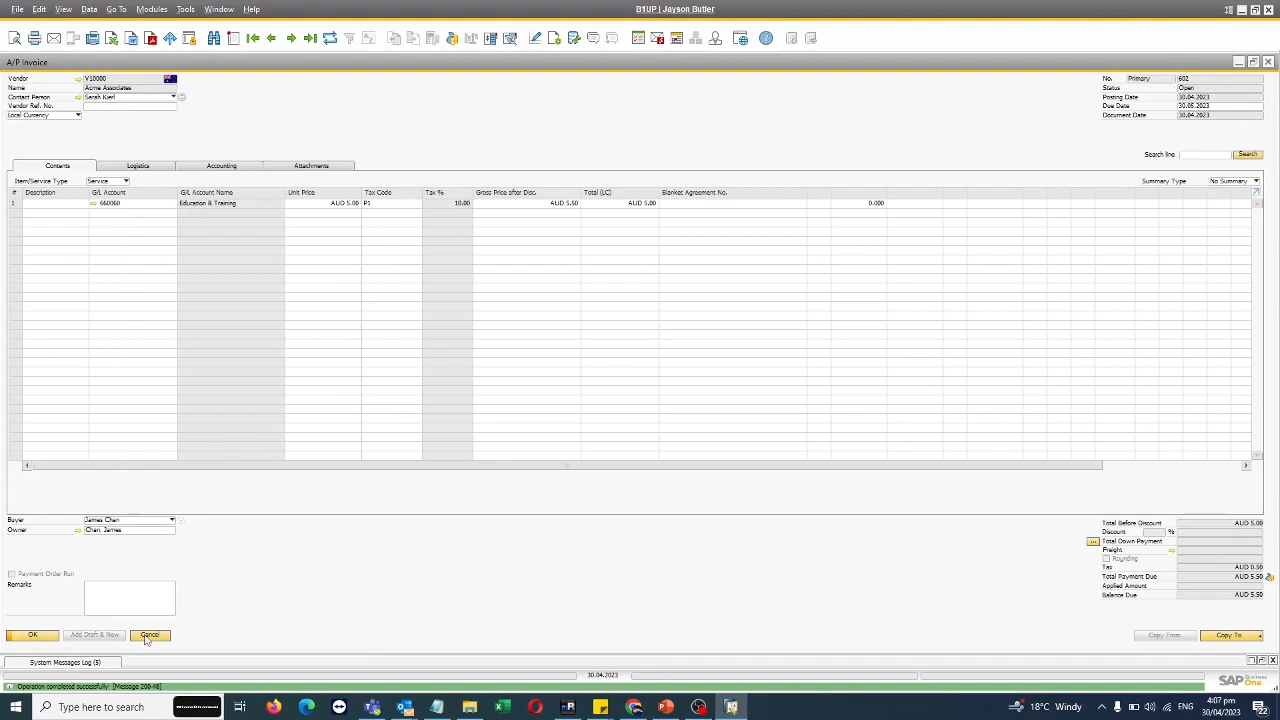 File Edit View Data Go To Modules Tools Window Help
B1UP | Jayson Butler
A/P Invoice
Vendor V10000
Name Acme Associates
Contact Person Sarah Kierl
Vendor Ref. No.
Local Currency
No. Primary 602
Status Open
Posting Date 30.04.2023
Due Date 30.05.2023
Document Date 30.04.2023
Search line Search
Contents Logistics Accounting Attachments
Item/Service Type Service
Summary Type No Summary
# Description G/L Account G/L Account Name Unit Price Tax Code Tax % Gross Price after Disc. Total (LC) Blanket Agreement No.
1 660060 Education & Training AUD 5.00 P1 10.00 AUD 5.50 AUD 5.00 0.000
Buyer James Chan
Owner Chan, James
Payment Order Run
Remarks
Total Before Discount AUD 5.00
Discount %
Total Down Payment
Freight
Rounding
Tax AUD 0.50
Total Payment Due AUD 5.50
Applied Amount
Balance Due AUD 5.50
OK Add Draft & New Cancel
Copy From Copy To
System Messages Log (5)
30.04.2023
Operation completed successfully [Message 200-48]
SAP Business One
Type here to search
18°C Windy
ENG
4:07 pm
30/04/2023
22